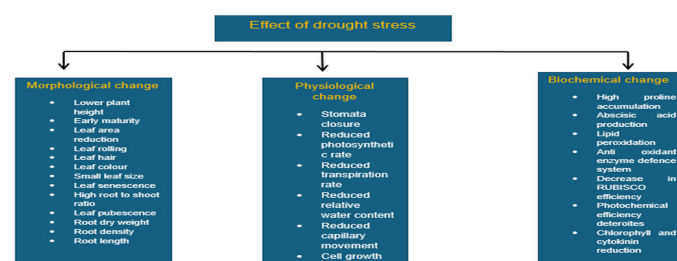 Effect of drought stress
Morphological change
• Lower plant
height
• Early maturity
• Leaf area
reduction
• Leaf rolling
• Leaf hair
• Leaf colour
• Small leaf size
• Leaf senescence
• High root to shoot
ratio
• Leaf pubescence
• Root dry weight
• Root density
• Root length
Physiological
change
• Stomata
closure
• Reduced
photosyntheti
c rate
• Reduced
transpiration
rate
• Reduced
relative
water content
• Reduced
capillary
movement
• Cell growth
Biochemical change
• High proline
accumulation
• Abscisic acid
production
• Lipid
peroxidation
• Anti oxidant
enzyme defence
system
• Decrease in
RUBISCO
efficiency
• Photochemical
efficiency
deteroites
• Chlorophyll and
cytokinin
reduction